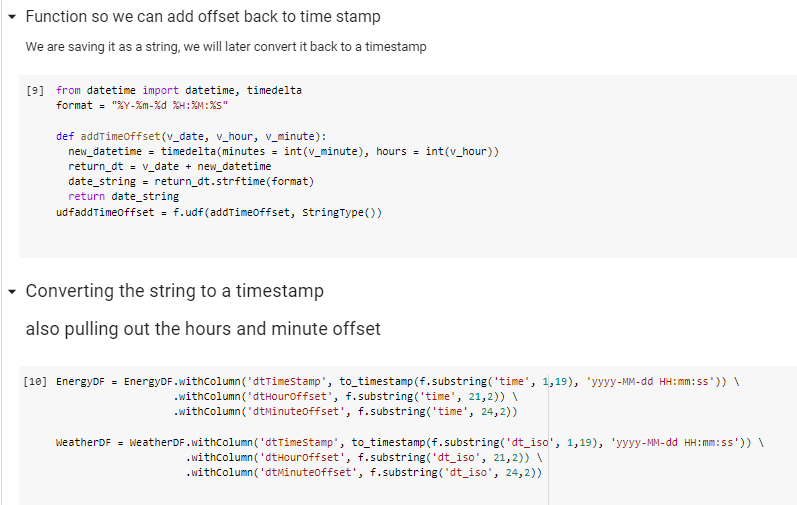 Function so we can add offset back to time stamp
We are saving it as a string, we will later convert it back to a timestamp
[9] from datetime import datetime, timedelta
format = "%Y-%m-%d %H:%M:%S"
def addTimeOffset(v_date, v_hour, v_minute):
new_datetime = timedelta(minutes = int(v_minute), hours = int(v_hour))
return_dt = v_date + new_datetime
date_string = return_dt.strftime(format)
return date_string
udfaddTimeOffset = f.udf(addTimeOffset, StringType())
Converting the string to a timestamp
also pulling out the hours and minute offset
[10] EnergyDF = EnergyDF.withColumn('dtTimeStamp', to_timestamp(f.substring('time', 1,19), 'yyyy-MM-dd HH:mm:ss')) \
.withColumn('dtHourOffset', f.substring('time', 21,2)) \
.withColumn('dtMinuteOffset', f.substring('time', 24,2))
WeatherDF = WeatherDF.withColumn('dtTimeStamp', to_timestamp(f.substring('dt_iso', 1,19), 'yyyy-MM-dd HH:mm:ss')) \
.withColumn('dtHourOffset', f.substring('dt_iso', 21,2)) \
.withColumn('dtMinuteOffset', f.substring('dt_iso', 24,2))